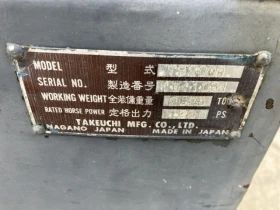 MODEL 型式
SERIAL NO. 製造番号
WORKING WEIGHT 全装備重量 TON
RATED HORSE POWER 定格出力 PS
TAKEUCHI MFG. CO., LTD.
NAGANO JAPAN MADE IN JAPAN